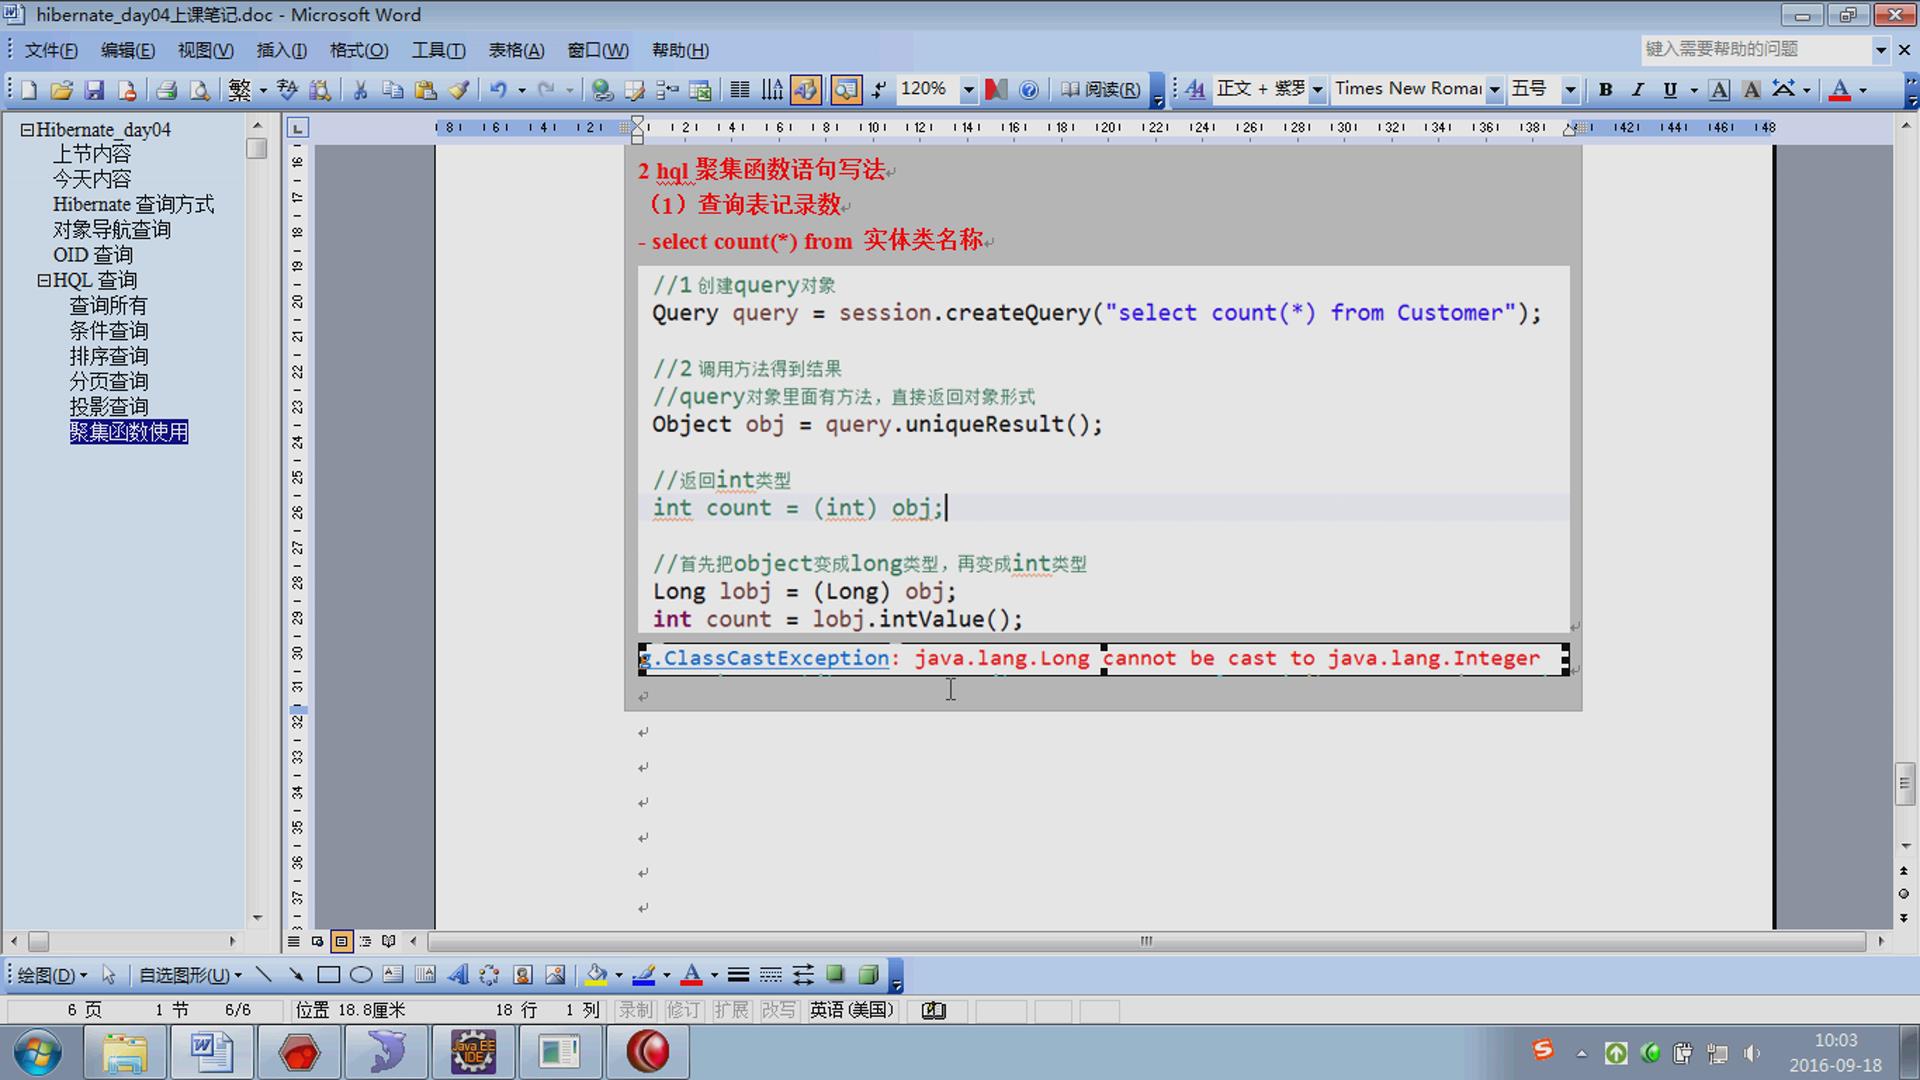 hibernate_day04上课笔记.doc - Microsoft Word
文件(F) 编辑(E) 视图(V) 插入(I) 格式(O) 工具(T) 表格(A) 窗口(W) 帮助(H)
键入需要帮助的问题
繁 120% 阅读(R) 正文 + 紫罗 Times New Roma 五号 B I U A A A
Hibernate_day04
上节内容
今天内容
Hibernate 查询方式
对象导航查询
OID 查询
HQL 查询
查询所有
条件查询
排序查询
分页查询
投影查询
聚集函数使用
2 hql 聚集函数语句写法
（1）查询表记录数
- select count(*) from 实体类名称
//1 创建query对象
Query query = session.createQuery("select count(*) from Customer");
//2 调用方法得到结果
//query对象里面有方法，直接返回对象形式
Object obj = query.uniqueResult();
//返回int类型
int count = (int) obj;
//首先把object变成long类型，再变成int类型
Long lobj = (Long) obj;
int count = lobj.intValue();
g.ClassCastException: java.lang.Long cannot be cast to java.lang.Integer
绘图(D) 自选图形(U)
6 页 1 节 6/6 位置 18.8厘米 18 行 1 列 录制 修订 扩展 改写 英语(美国)
Java EE
IDE
10:03
2016-09-18